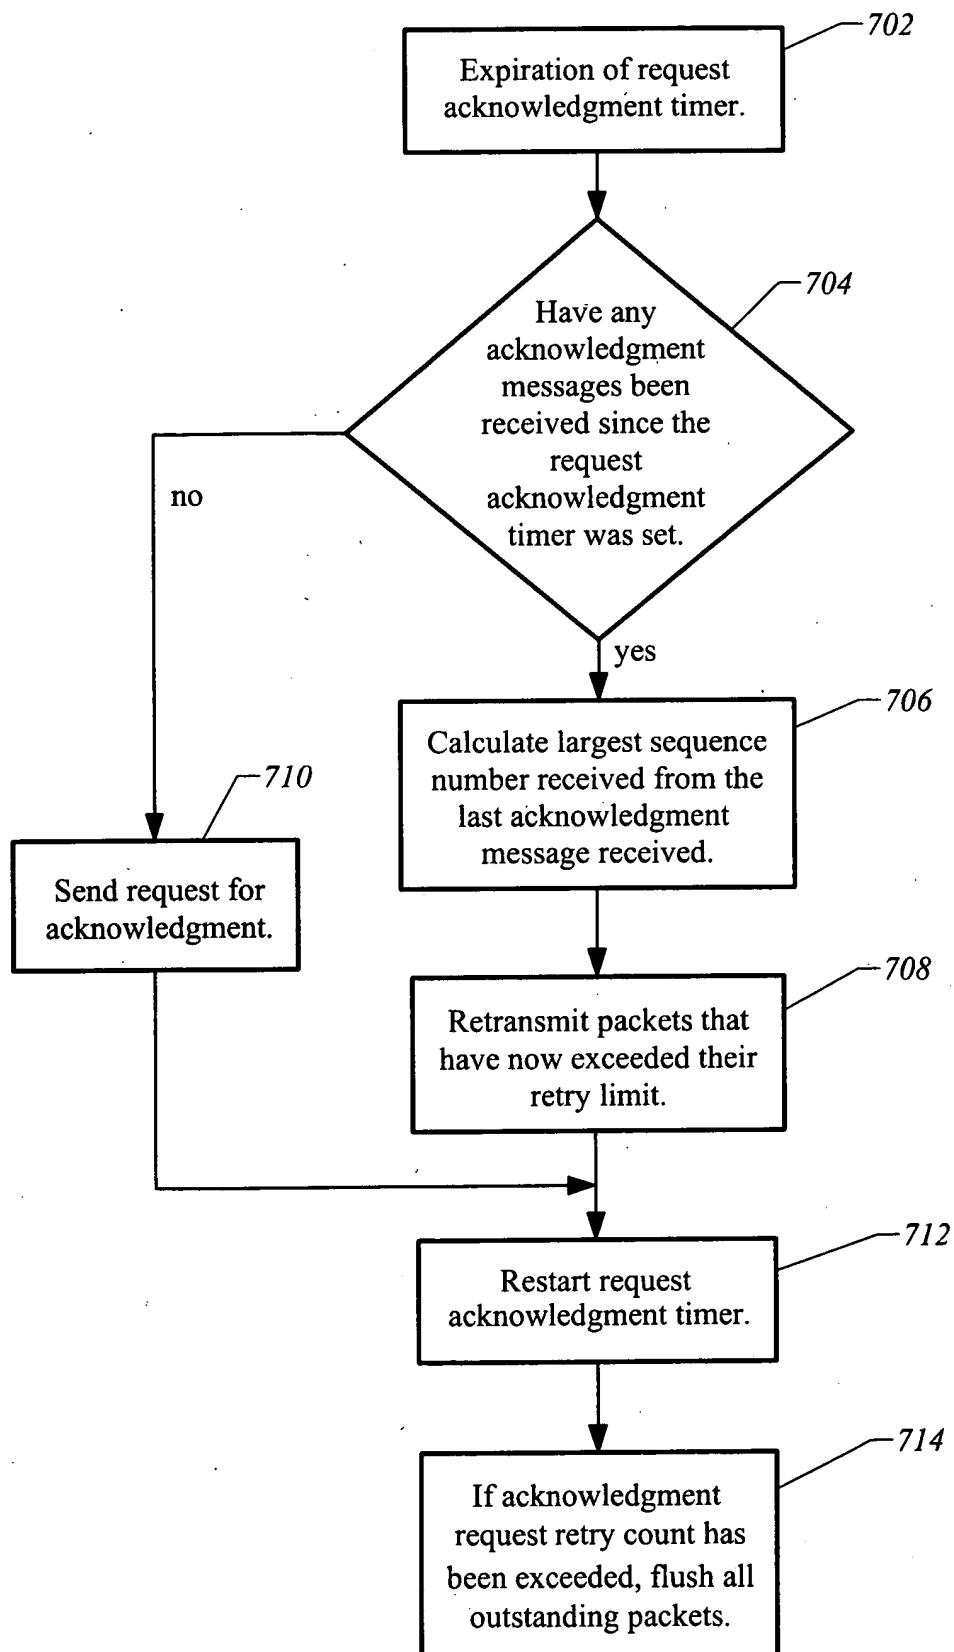 702
Expiration of request
acknowledgment timer.
704
Have any
acknowledgment
messages been
received since the
request
acknowledgment
timer was set.
no
yes
706
Calculate largest sequence
number received from the
last acknowledgment
message received.
710
Send request for
acknowledgment.
708
Retransmit packets that
have now exceeded their
retry limit.
712
Restart request
acknowledgment timer.
714
If acknowledgment
request retry count has
been exceeded, flush all
outstanding packets.